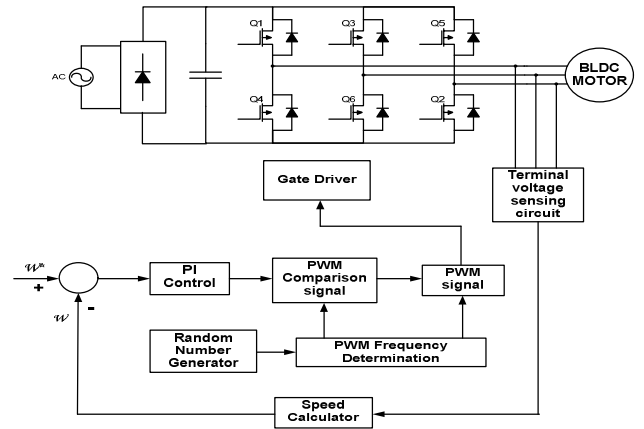 Q1
Q3
Q5
AC
BLDC
MOTOR
Q4
Q6
Q2
Gate Driver
Terminal
voltage
sensing
circuit
w*
+
PI
Control
PWM
Comparison
signal
PWM
signal
-
w
Random
Number
Generator
PWM Frequency
Determination
Speed
Calculator